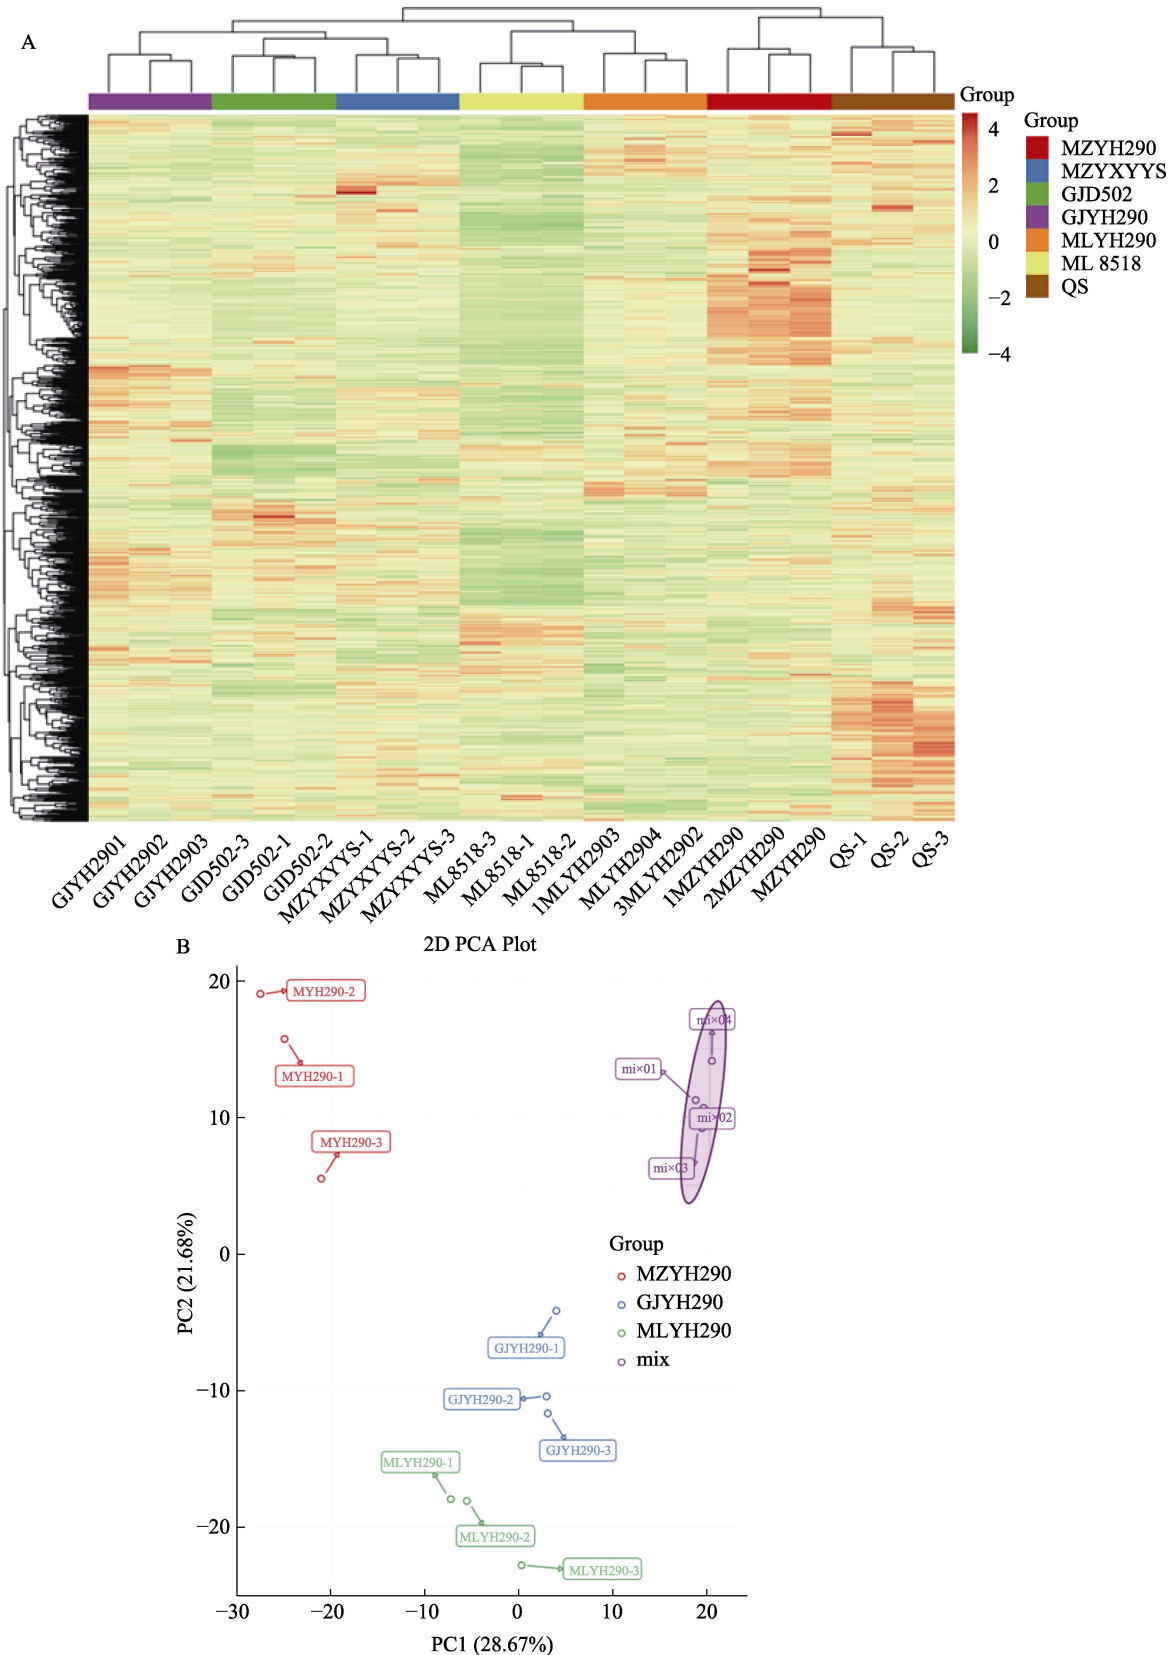 A
Group
4
2
0
−2
−4
Group
MZYH290
MZYXYYS
GJD502
GJYH290
MLYH290
ML 8518
QS
GJYH2901
GJYH2902
GJYH2903
GJD502-3
GJD502-1
GJD502-2
MZYXYYS-1
MZYXYYS-2
MZYXYYS-3
ML8518-3
ML8518-1
ML8518-2
1MLYH2903
MLYH2904
3MLYH2902
1MZYH290
2MZYH290
MZYH290
QS-1
QS-2
QS-3
B
2D PCA Plot
PC2 (21.68%)
20
10
0
−10
−20
MYH290-2
MYH290-1
MYH290-3
mi×04
mi×01
mi×02
mi×03
Group
MZYH290
GJYH290
MLYH290
mix
GJYH290-1
GJYH290-2
GJYH290-3
MLYH290-1
MLYH290-2
MLYH290-3
−30
−20
−10
0
10
20
PC1 (28.67%)